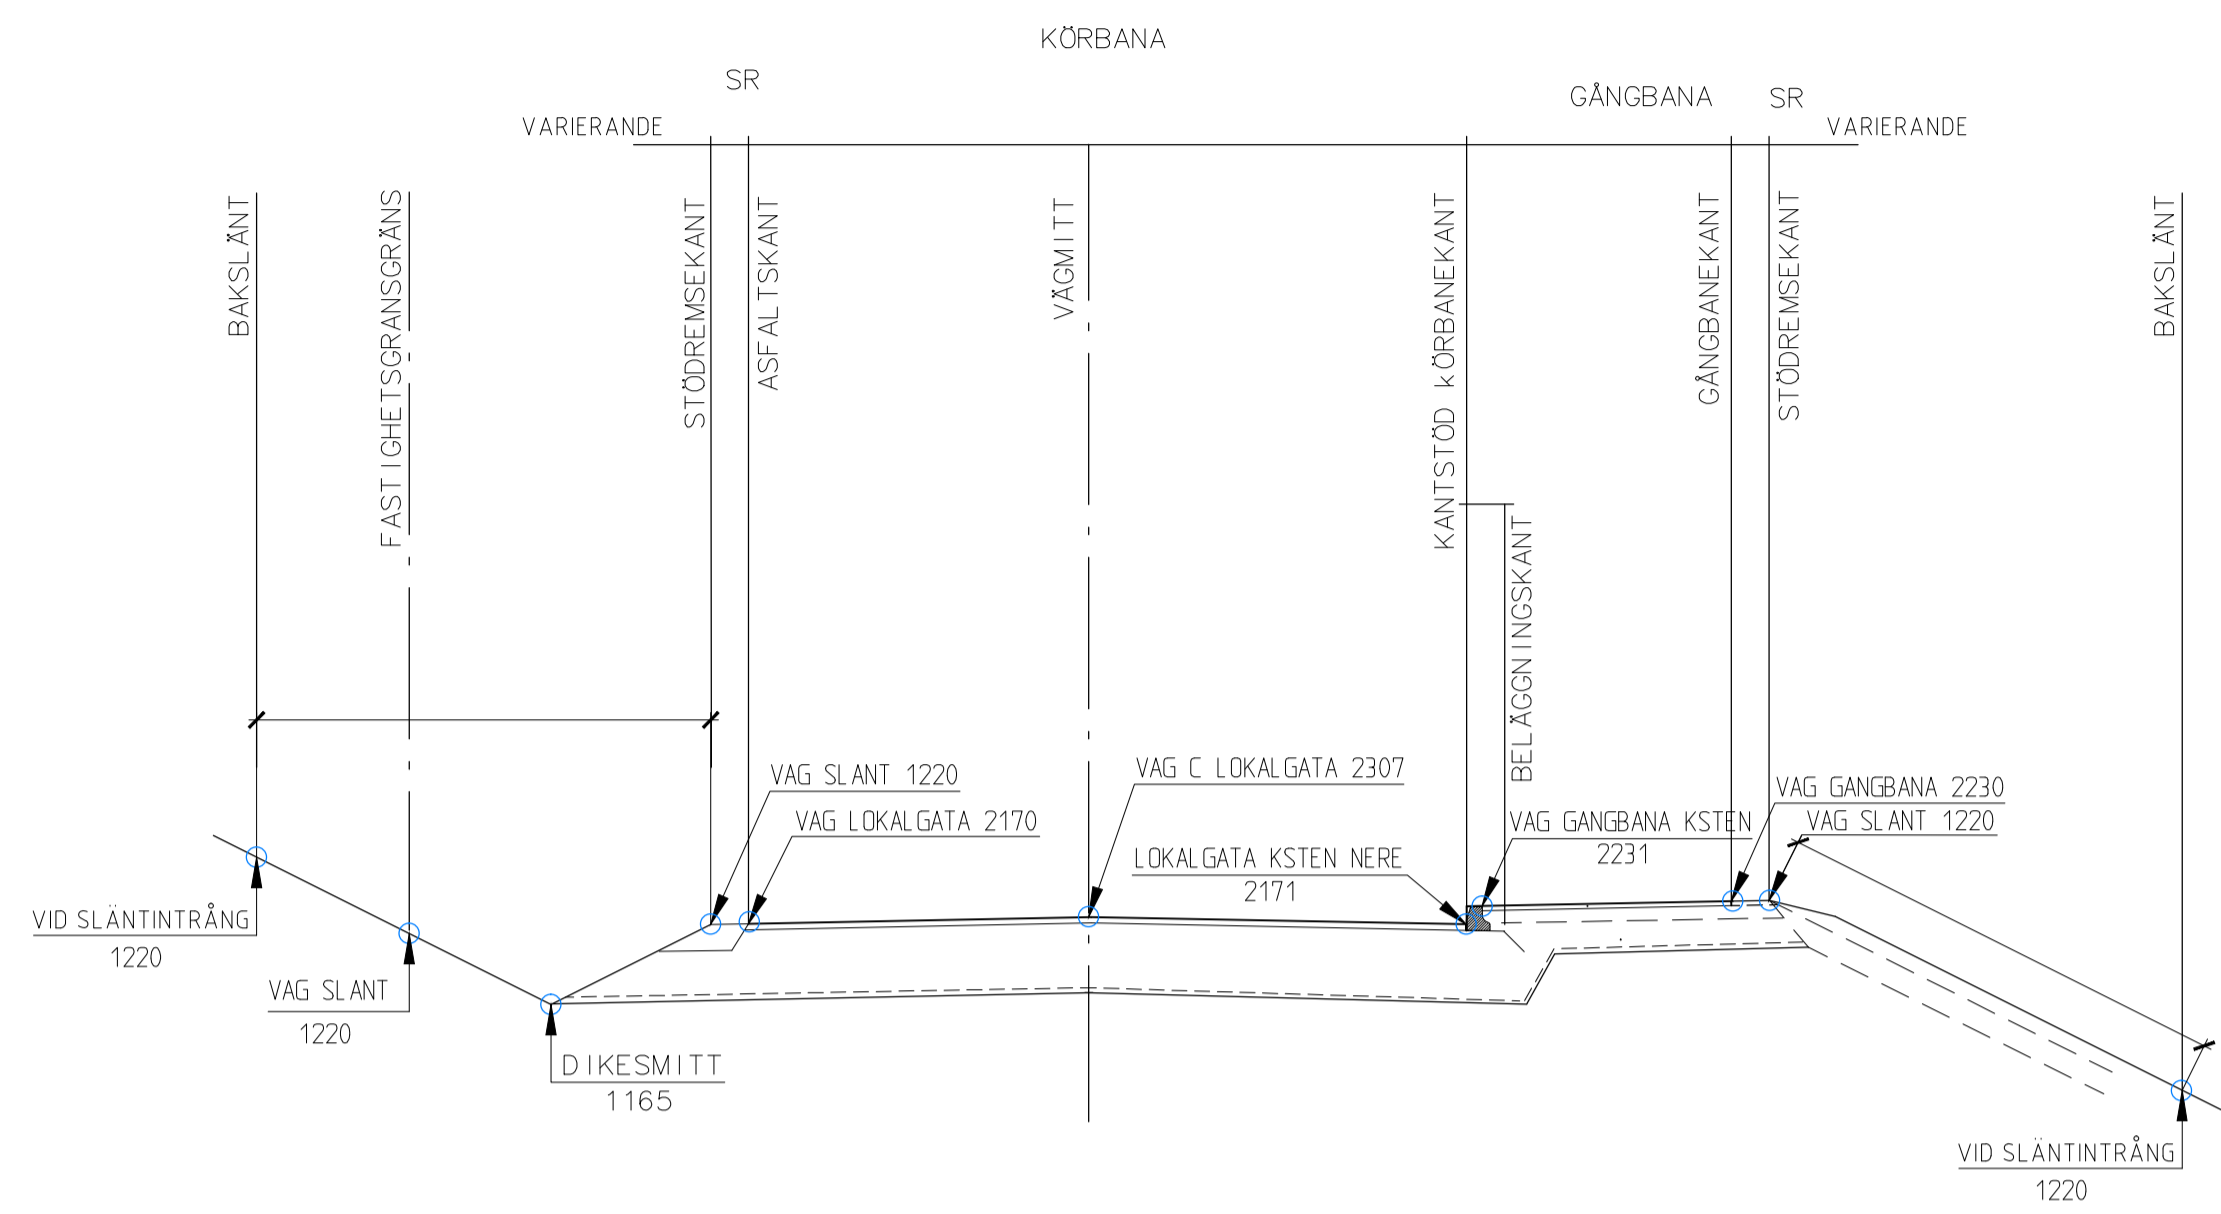 KÖRBANA
SR
GÅNGBANA
SR
VARIERANDE
VARIERANDE
BAKSLÄNT
FASTIGHETSGRANSGRÄNS
STÖDREMSEKANT
ASFALTSKANT
VÄGMITT
KANTSTÖD KÖRBANEKANT
BELÄGGNINGSKANT
GÅNGBANEKANT
STÖDREMSEKANT
BAKSLÄNT
VAG SLANT 1220
VAG LOKALGATA 2170
VAG C LOKALGATA 2307
LOKALGATA KSTEN NERE
2171
VAG GANGBANA KSTEN
2231
VAG GANGBANA 2230
VAG SLANT 1220
VID SLÄNTINTRÅNG
1220
VAG SLANT
1220
DIKESMITT
1165
VID SLÄNTINTRÅNG
1220